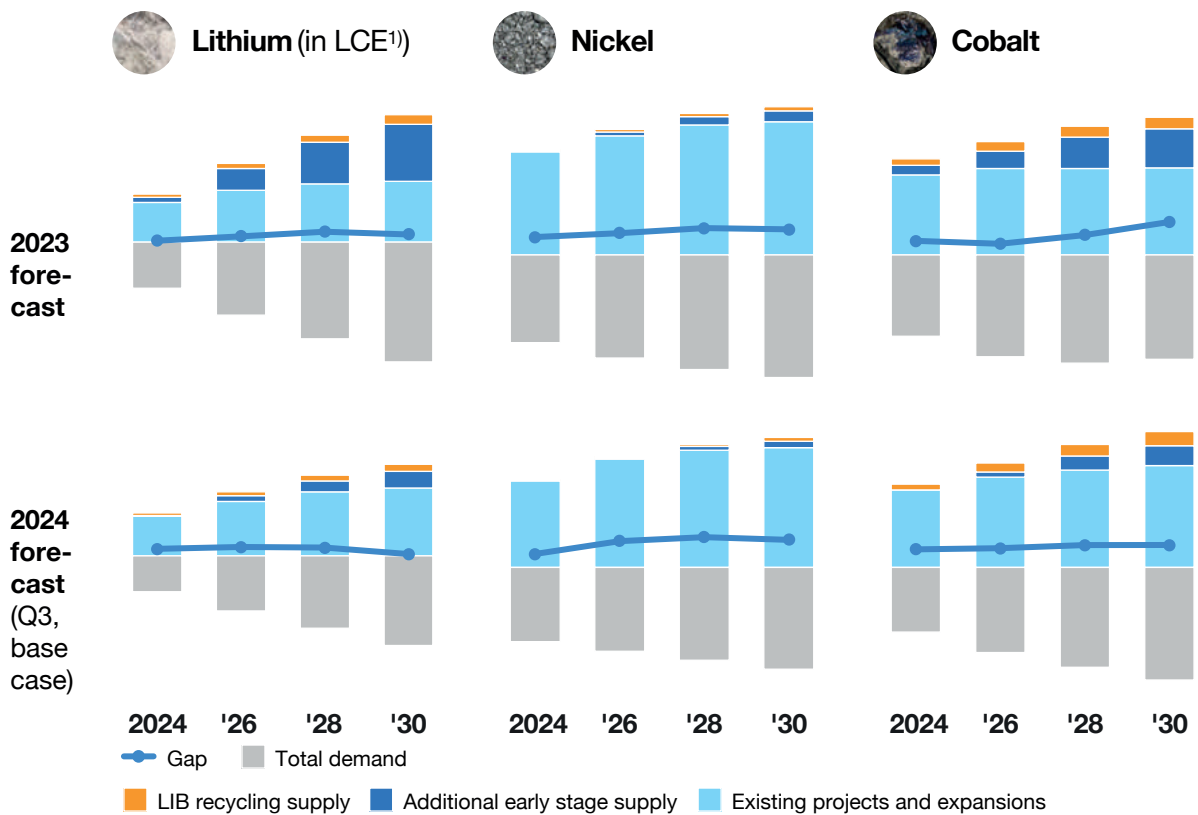 Lithium (in LCE¹⁾)
Nickel
Cobalt
2023
fore-
cast
2024
fore-
cast
(Q3,
base
case)
2024 '26 '28 '30
2024 '26 '28 '30
2024 '26 '28 '30
Gap
Total demand
LIB recycling supply
Additional early stage supply
Existing projects and expansions